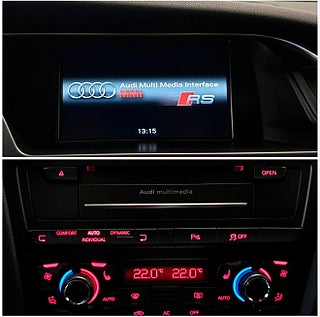 Audi Multi Media Interface
RS
13:15
OPEN
Audi multimedia
COMFORT AUTO DYNAMIC
INDIVIDUAL
OFF
22.0°C 22.0°C
AUTO AUTO
AC OFF